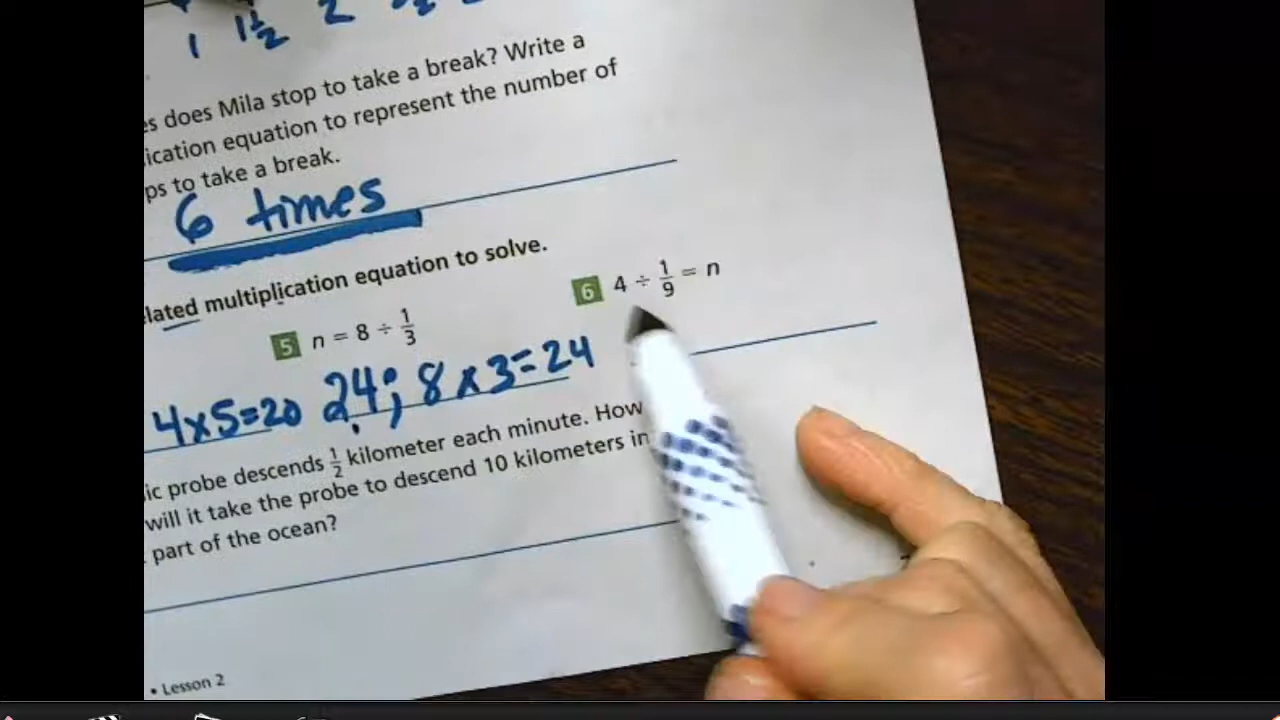 1 1 1/2 2
es does Mila stop to take a break? Write a
ication equation to represent the number of
ps to take a break.
6 times
lated multiplication equation to solve.
5 n = 8 ÷ 1/3
6 4 ÷ 1/9 = n
4x5=20 24; 8x3=24
ic probe descends 1/2 kilometer each minute. How
will it take the probe to descend 10 kilometers in
part of the ocean?
• Lesson 2